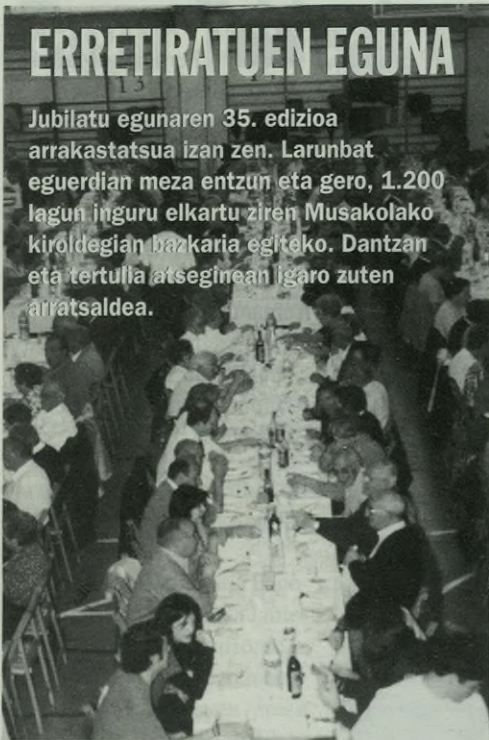 ERRETIRATUEN EGUNA
Jubilatu egunaren 35. edizioa
arrakastatsua izan zen. Larunbat
eguerdian meza entzun eta gero, 1.200
lagun inguru elkartu ziren Musakolako
kiroldegian bazkaria egiteko. Dantzan
eta tertulia atseginean igaro zuten
arratsaldea.